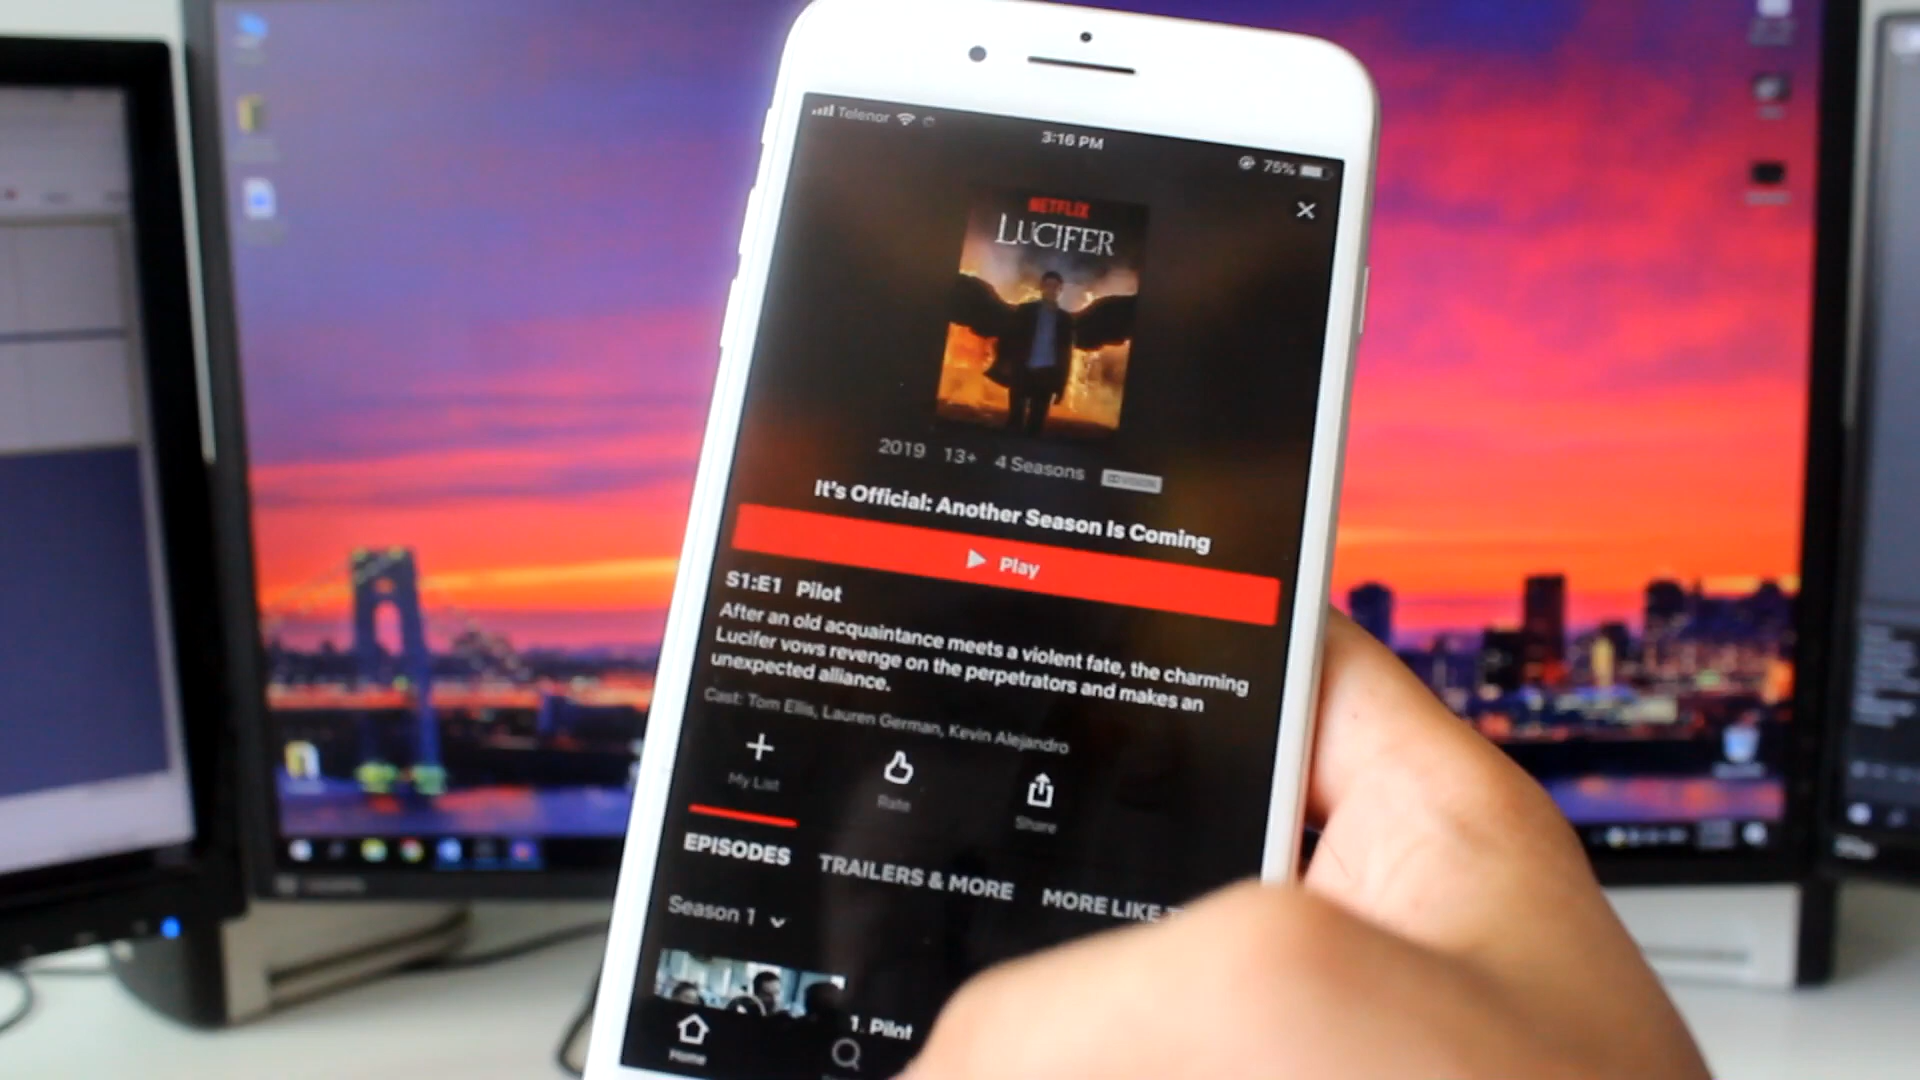 Telenor
3:16 PM
75%
NETFLIX
LUCIFER
2019 13+ 4 Seasons VISION
It's Official: Another Season Is Coming
Play
S1:E1 Pilot
After an old acquaintance meets a violent fate, the charming
Lucifer vows revenge on the perpetrators and makes an
unexpected alliance.
Cast: Tom Ellis, Lauren German, Kevin Alejandro
My List
Rate
Share
EPISODES TRAILERS & MORE MORE LIKE
Season 1
1. Pilot
Home